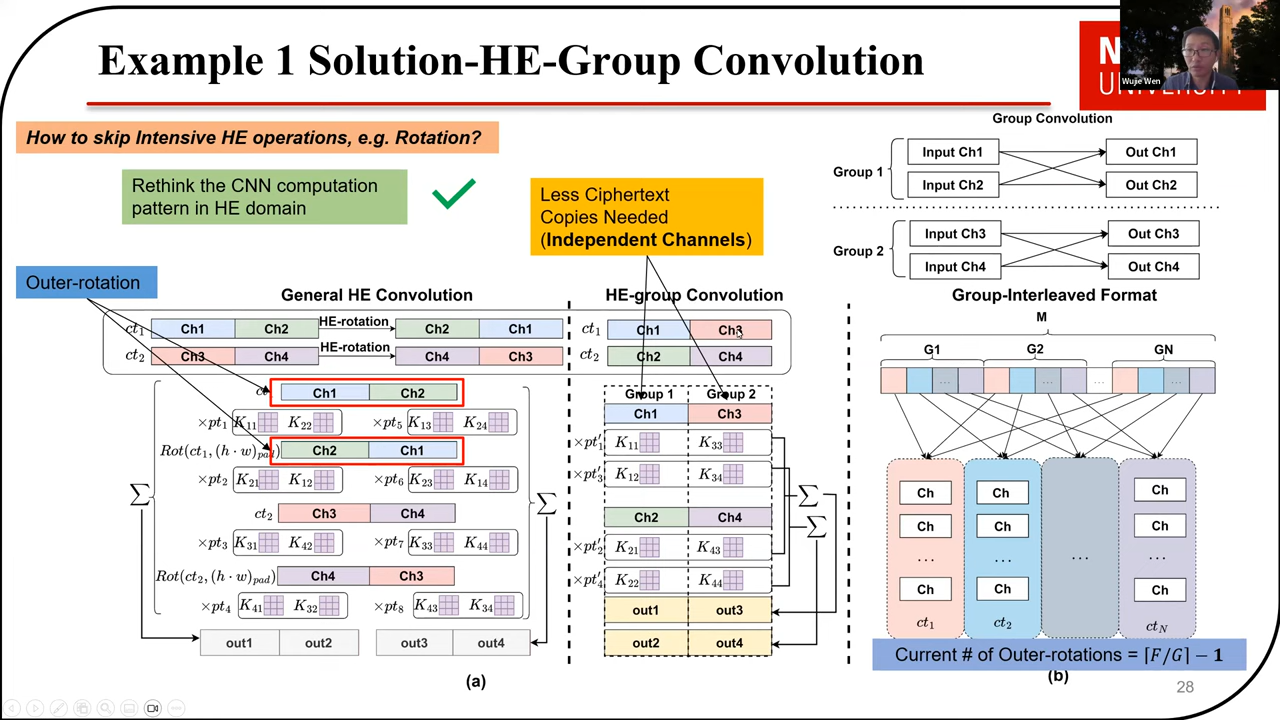 Example 1 Solution-HE-Group Convolution
Wujie Wen
How to skip Intensive HE operations, e.g. Rotation?
Rethink the CNN computation
pattern in HE domain
Less Ciphertext
Copies Needed
(Independent Channels)
Outer-rotation
General HE Convolution
ct₁ Ch1 Ch2 HE-rotation Ch2 Ch1
ct₂ Ch3 Ch4 HE-rotation Ch4 Ch3
Ch1 Ch2
×pt₁ K₁₁ K₂₂ ×pt₅ K₁₃ K₂₄
Rot(ct₁, (h · w)pad) Ch2 Ch1
×pt₂ K₂₁ K₁₂ ×pt₆ K₂₃ K₁₄
ct₂ Ch3 Ch4
×pt₃ K₃₁ K₄₂ ×pt₇ K₃₃ K₄₄
Rot(ct₂, (h · w)pad) Ch4 Ch3
×pt₄ K₄₁ K₃₂ ×pt₈ K₄₃ K₃₄
∑ ∑
out1 out2 out3 out4
(a)
HE-group Convolution
ct₁ Ch1 Ch3
ct₂ Ch2 Ch4
Group 1 Group 2
Ch1 Ch3
×pt′₁ K₁₁ K₃₃
×pt′₃ K₁₂ K₃₄
∑
Ch2 Ch4
∑
×pt′₂ K₂₁ K₄₃
×pt′₄ K₂₂ K₄₄
out1 out3
out2 out4
Group Convolution
Group 1 Input Ch1 Out Ch1
Input Ch2 Out Ch2
Group 2 Input Ch3 Out Ch3
Input Ch4 Out Ch4
Group-Interleaved Format
M
G1 G2 GN
... ... ... ...
Ch Ch Ch
Ch Ch Ch
... ... ... ...
Ch Ch Ch
ct₁ ct₂ ctN
Current # of Outer-rotations = ⌈F/G⌉ − 1
(b)
28